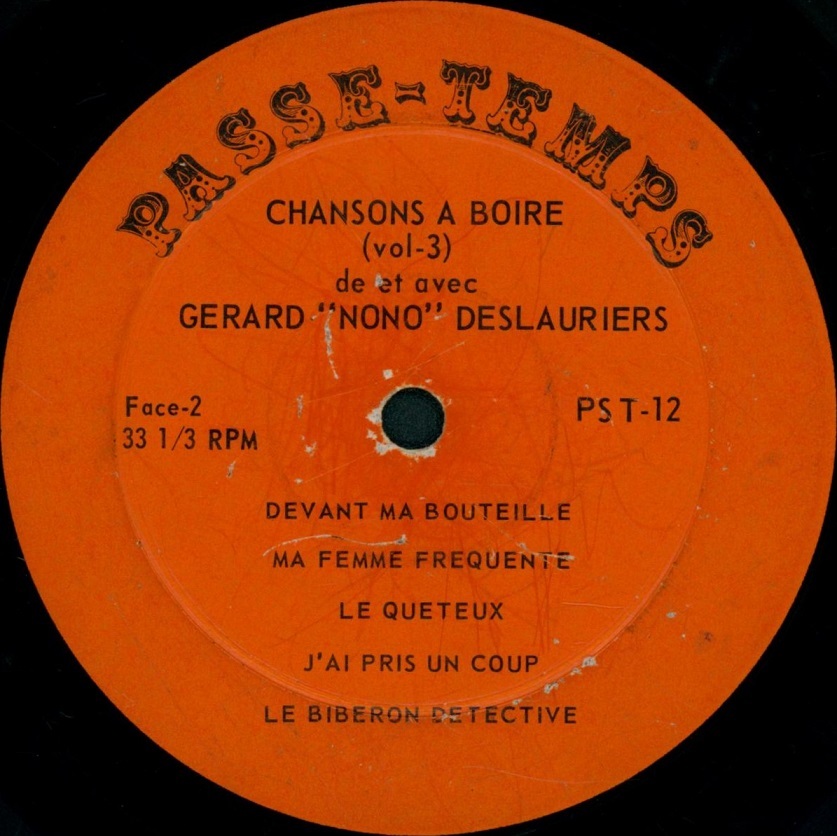 PASSE-TEMPS
CHANSONS A BOIRE
(vol-3)
de et avec
GERARD "NONO" DESLAURIERS
Face-2
33 1/3 RPM
PST-12
DEVANT MA BOUTEILLE
MA FEMME FREQUENTE
LE QUETEUX
J'AI PRIS UN COUP
LE BIBERON DETECTIVE